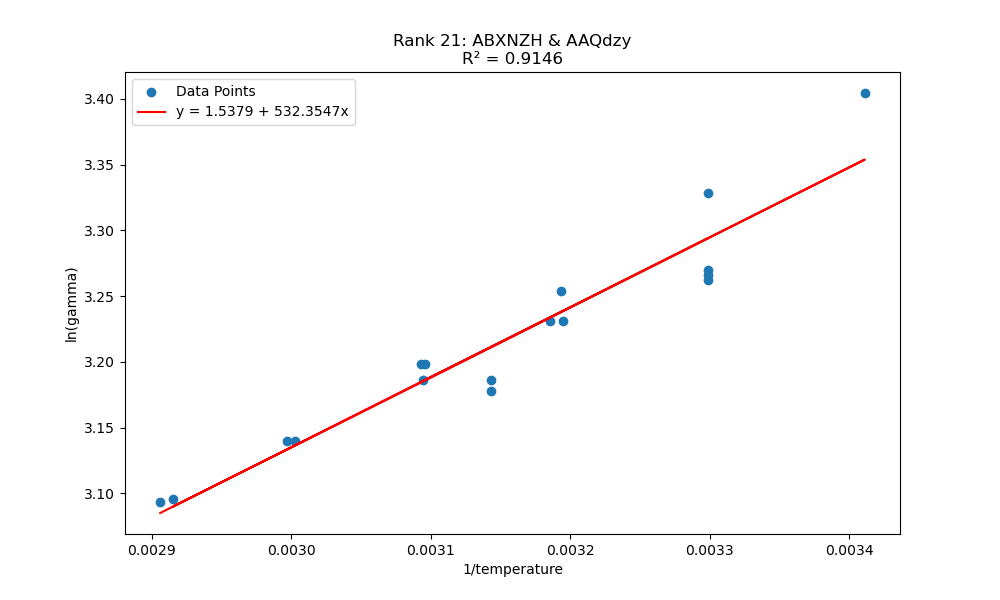 Rank 21: ABXNZH & AAQdzy
R² = 0.9146
Data Points
y = 1.5379 + 532.3547x
3.40
3.35
3.30
3.25
3.20
3.15
3.10
ln(gamma)
0.0029 0.0030 0.0031 0.0032 0.0033 0.0034
1/temperature